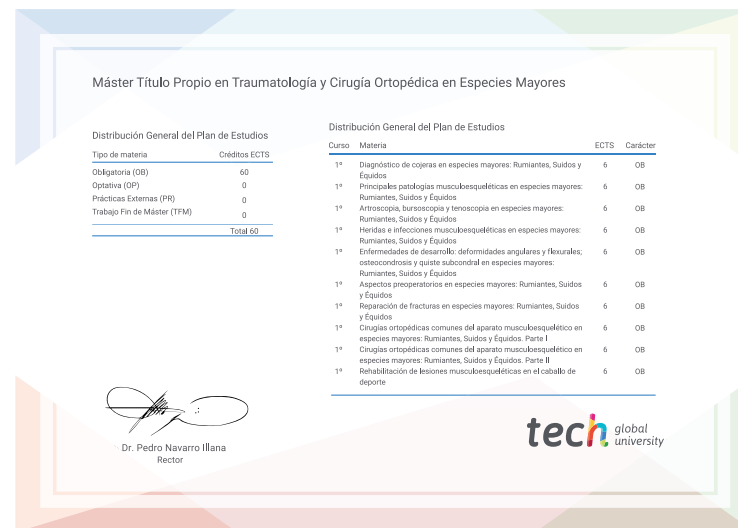 Máster Título Propio en Traumatología y Cirugía Ortopédica en Especies Mayores
Distribución General del Plan de Estudios
Tipo de materia Créditos ECTS
Obligatoria (OB) 60
Optativa (OP) 0
Prácticas Externas (PR) 0
Trabajo Fin de Máster (TFM) 0
Total 60
Distribución General del Plan de Estudios
Curso Materia ECTS Carácter
1º Diagnóstico de cojeras en especies mayores: Rumiantes, Suidos y 6 OB
Équidos
1º Principales patologías musculoesqueléticas en especies mayores: 6 OB
Rumiantes, Suidos y Équidos
1º Artroscopia, bursoscopia y tenoscopia en especies mayores: 6 OB
Rumiantes, Suidos y Équidos
1º Heridas e infecciones musculoesqueléticas en especies mayores: 6 OB
Rumiantes, Suidos y Équidos
1º Enfermedades de desarrollo: deformidades angulares y flexurales; 6 OB
osteocondrosis y quiste subcondral en especies mayores:
Rumiantes, Suidos y Équidos
1º Aspectos preoperatorios en especies mayores: Rumiantes, Suidos 6 OB
y Équidos
1º Reparación de fracturas en especies mayores: Rumiantes, Suidos 6 OB
y Équidos
1º Cirugías ortopédicas comunes del aparato musculoesquelético en 6 OB
especies mayores: Rumiantes, Suidos y Équidos. Parte I
1º Cirugías ortopédicas comunes del aparato musculoesquelético en 6 OB
especies mayores: Rumiantes, Suidos y Équidos. Parte II
1º Rehabilitación de lesiones musculoesqueléticas en el caballo de 6 OB
deporte
Dr. Pedro Navarro Illana
Rector
tech global
university